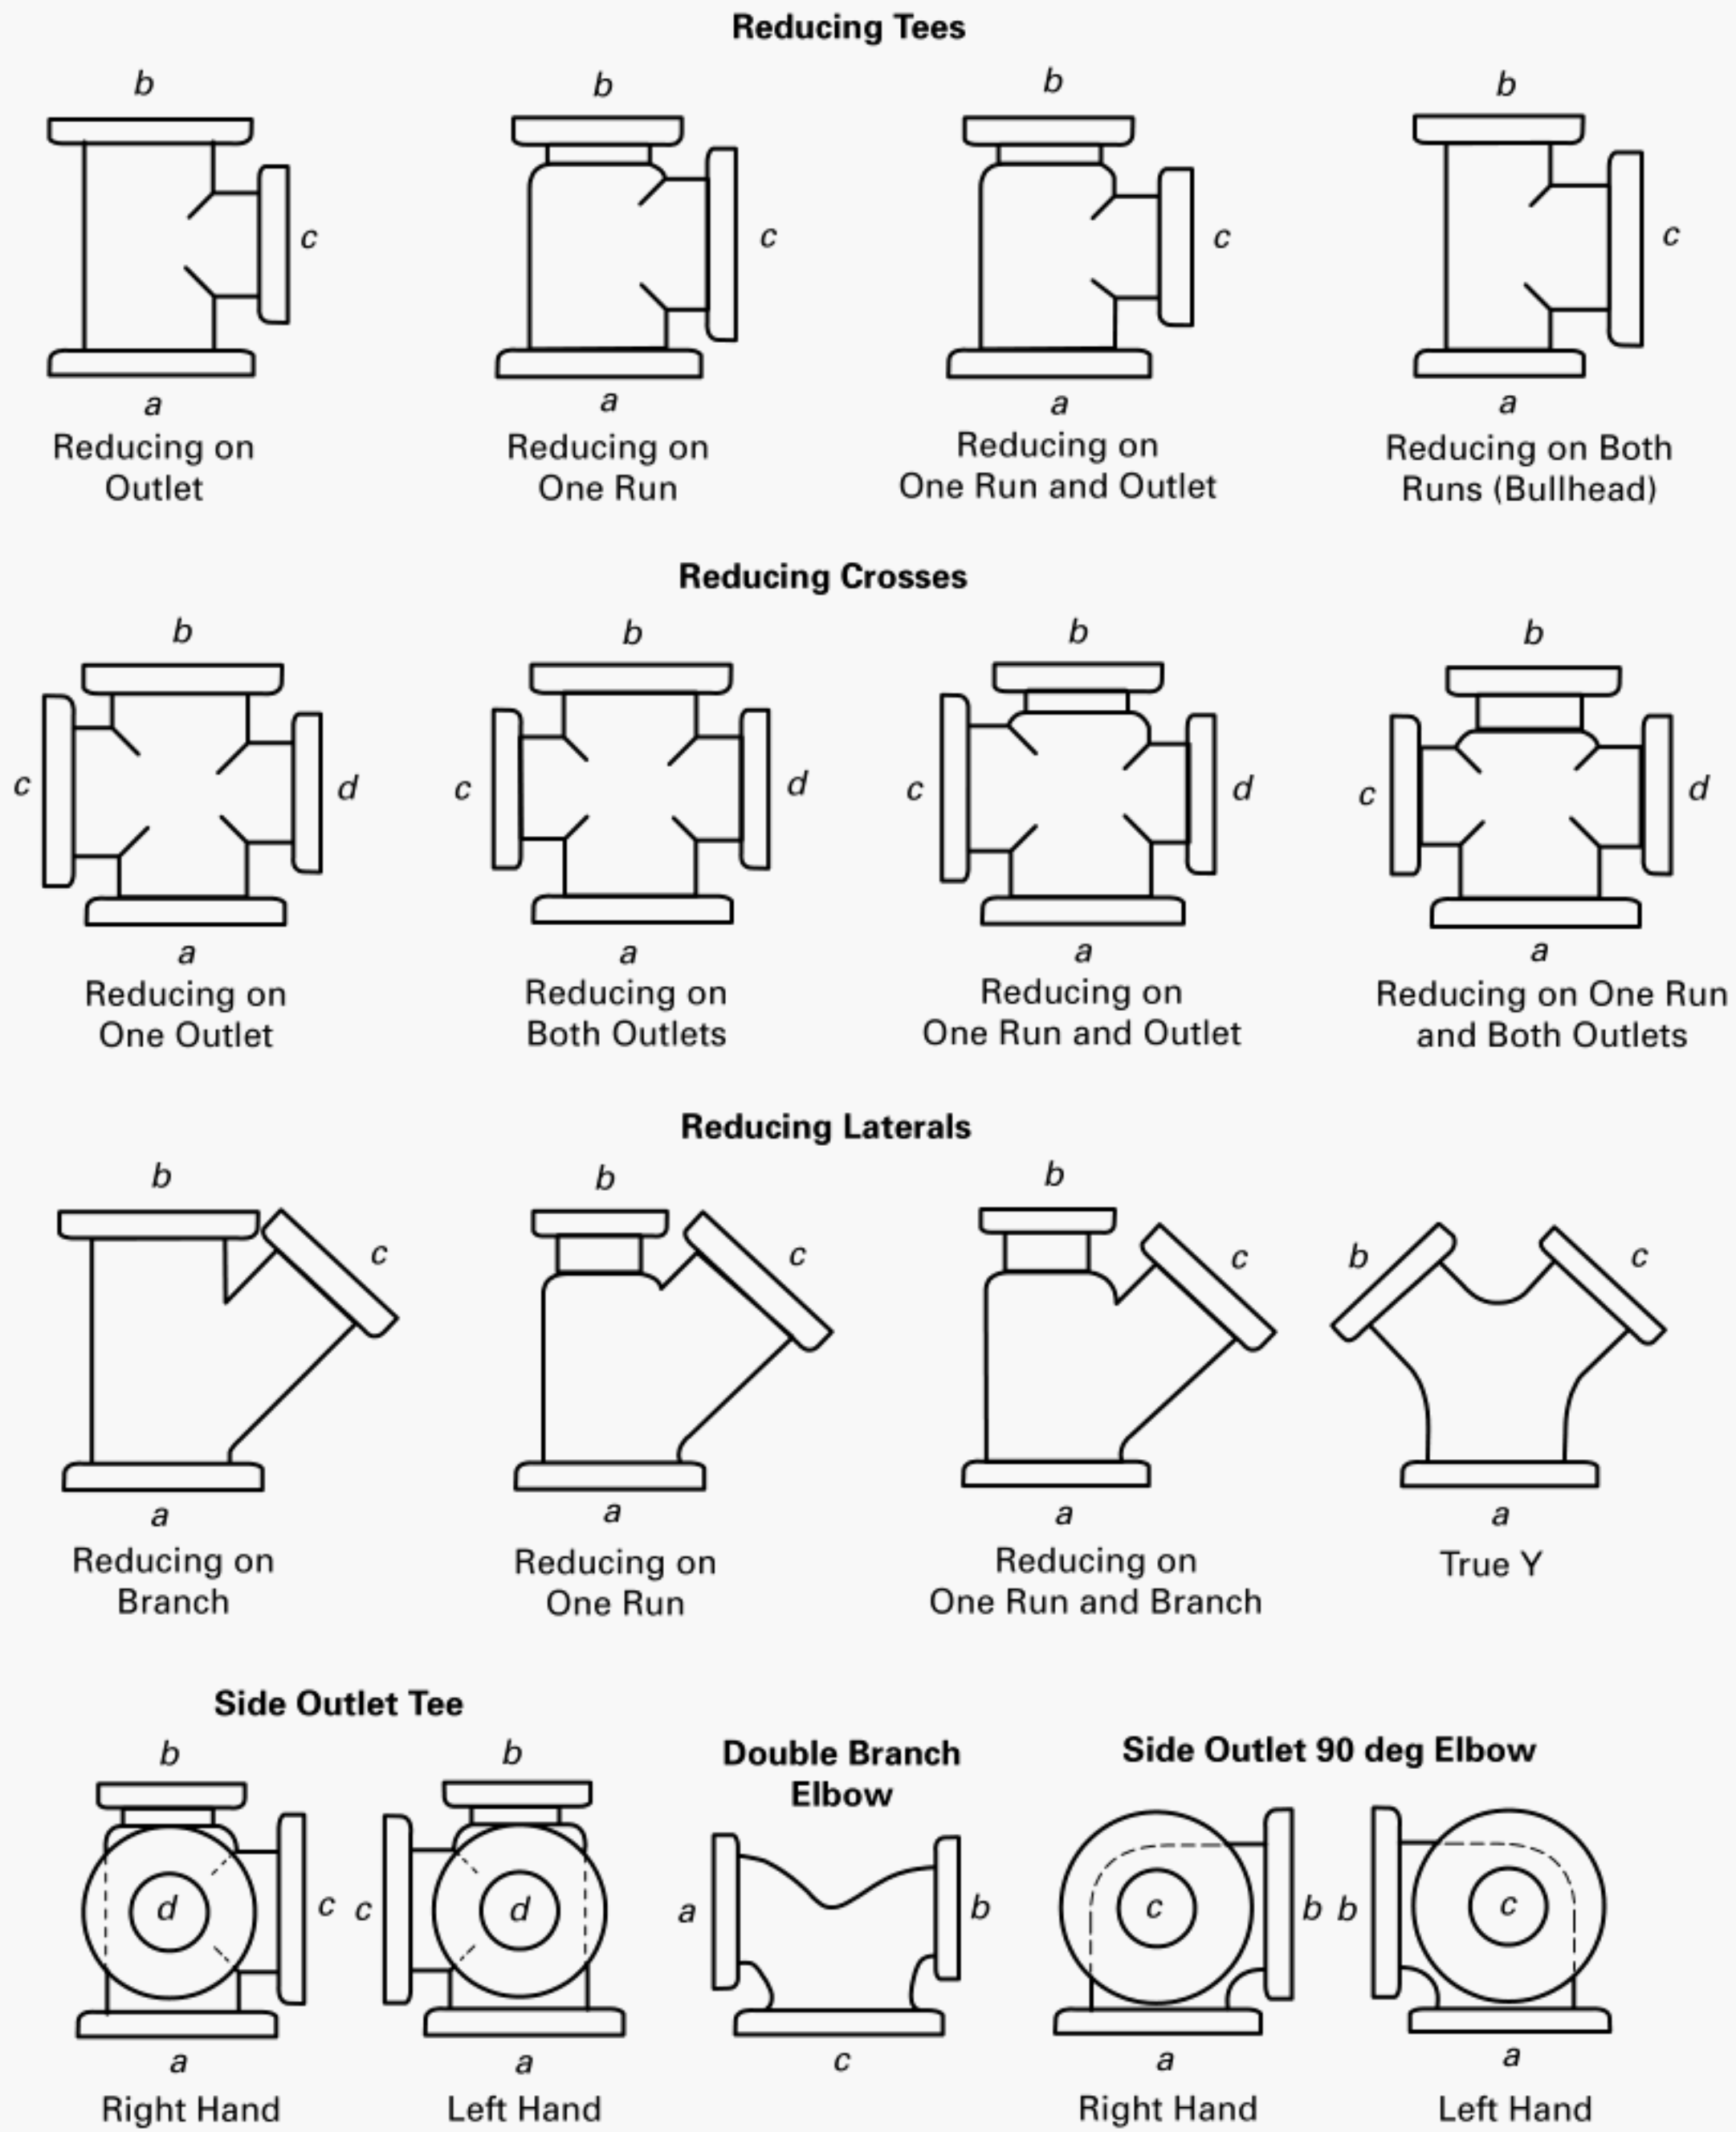 Reducing Tees
b b b b
c c c c
a a a a
Reducing on Reducing on Reducing on Reducing on Both
Outlet One Run One Run and Outlet Runs (Bullhead)
Reducing Crosses
b b b b
c d c d c d c d
a a a a
Reducing on Reducing on Reducing on Reducing on One Run
One Outlet Both Outlets One Run and Outlet and Both Outlets
Reducing Laterals
b b b
c c c b c
a a a a
Reducing on Reducing on Reducing on True Y
Branch One Run One Run and Branch
Side Outlet Tee
b b Double Branch Side Outlet 90 deg Elbow
Elbow
d c c d a b c b b c
a a c a a
Right Hand Left Hand Right Hand Left Hand